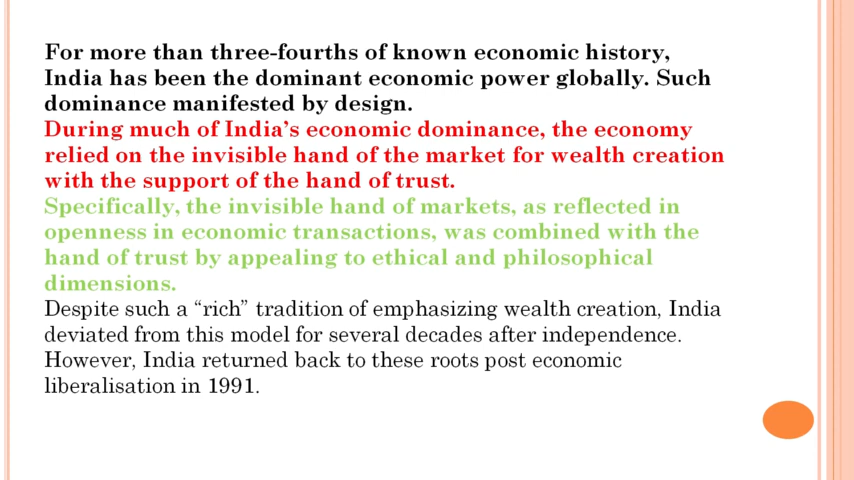 For more than three-fourths of known economic history,
India has been the dominant economic power globally. Such
dominance manifested by design.
During much of India’s economic dominance, the economy
relied on the invisible hand of the market for wealth creation
with the support of the hand of trust.
Specifically, the invisible hand of markets, as reflected in
openness in economic transactions, was combined with the
hand of trust by appealing to ethical and philosophical
dimensions.
Despite such a “rich” tradition of emphasizing wealth creation, India
deviated from this model for several decades after independence.
However, India returned back to these roots post economic
liberalisation in 1991.